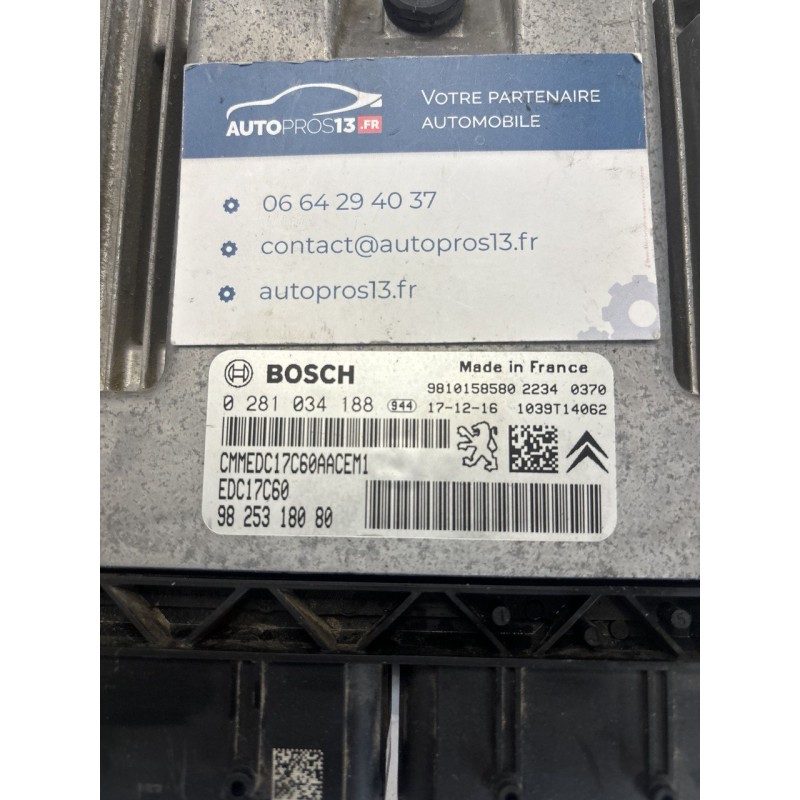 AUTOPROS13.FR
VOTRE PARTENAIRE
AUTOMOBILE
06 64 29 40 37
contact@autopros13.fr
autopros13.fr
BOSCH
Made in France
9810158580 2234 0370
0 281 034 188 944 17-12-16 1039T14062
CMMEDC17C60AACEM1
EDC17C60
98 253 180 80